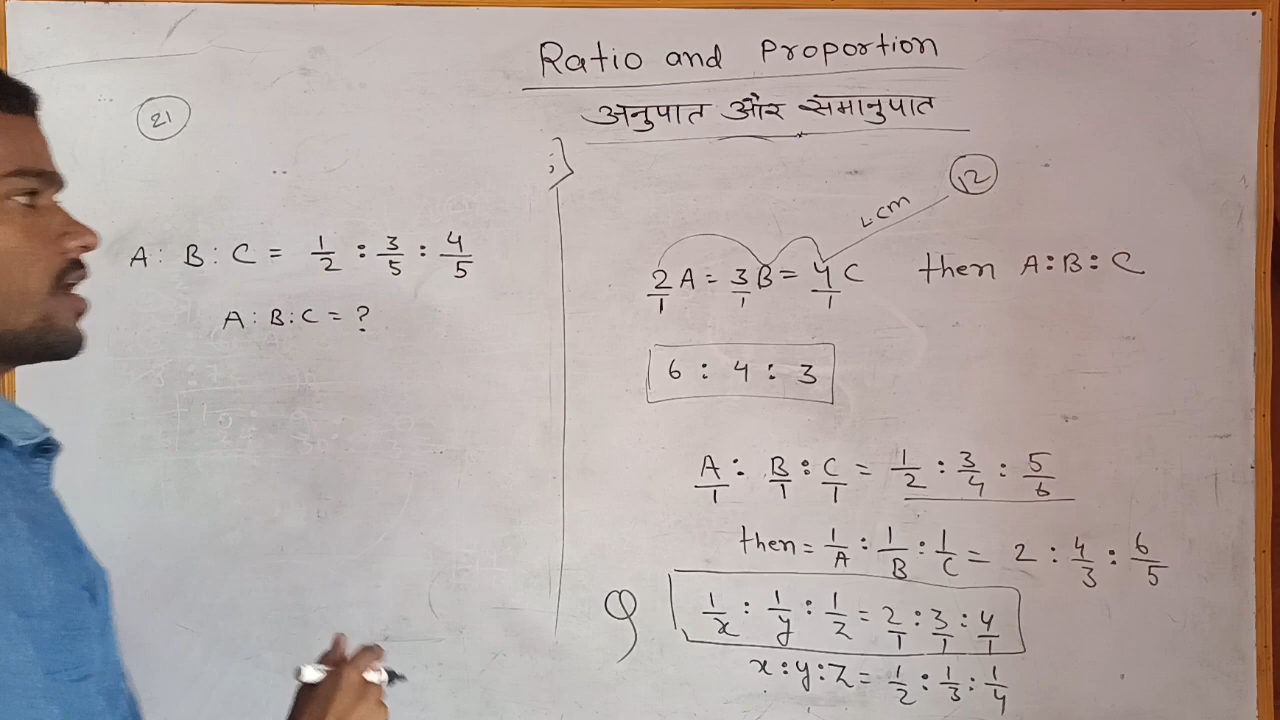 Ratio and Proportion
अनुपात और समानुपात
21
A : B : C = 1/2 : 3/5 : 4/5
A : B : C = ?
12
LCM
2/1 A = 3/1 B = 4/1 C then A : B : C
6 : 4 : 3
A/1 : B/1 : C/1 = 1/2 : 3/4 : 5/6
then = 1/A : 1/B : 1/C = 2 : 4/3 : 6/5
Q 1/x : 1/y : 1/z = 2/1 : 3/1 : 4/1
x : y : z = 1/2 : 1/3 : 1/4